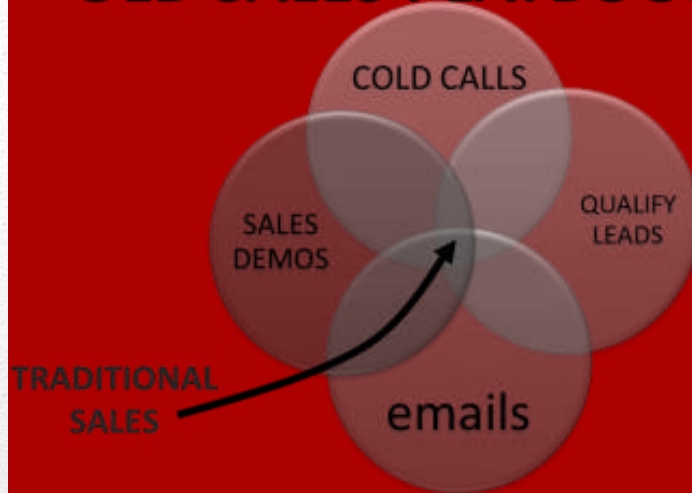 COLD CALLS
QUALIFY
LEADS
SALES
DEMOS
TRADITIONAL
SALES
emails